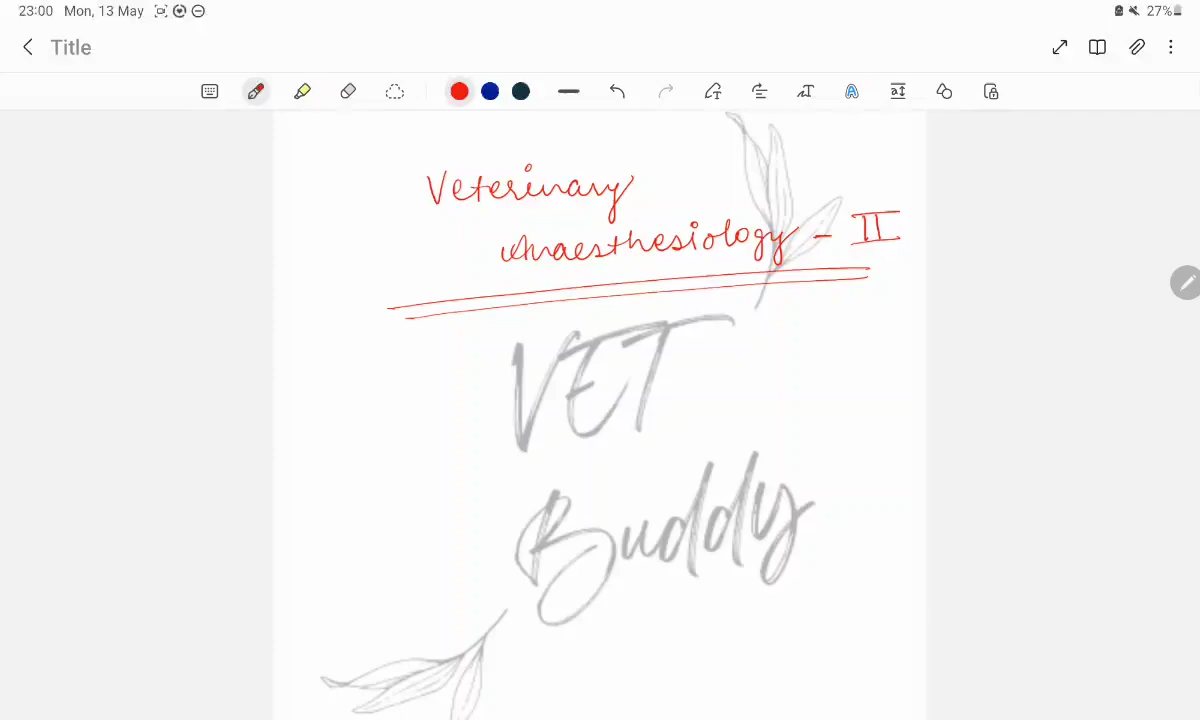 23:00 Mon, 13 May 27%
Title
Veterinary
Anaesthesiology - II
VET
Buddy